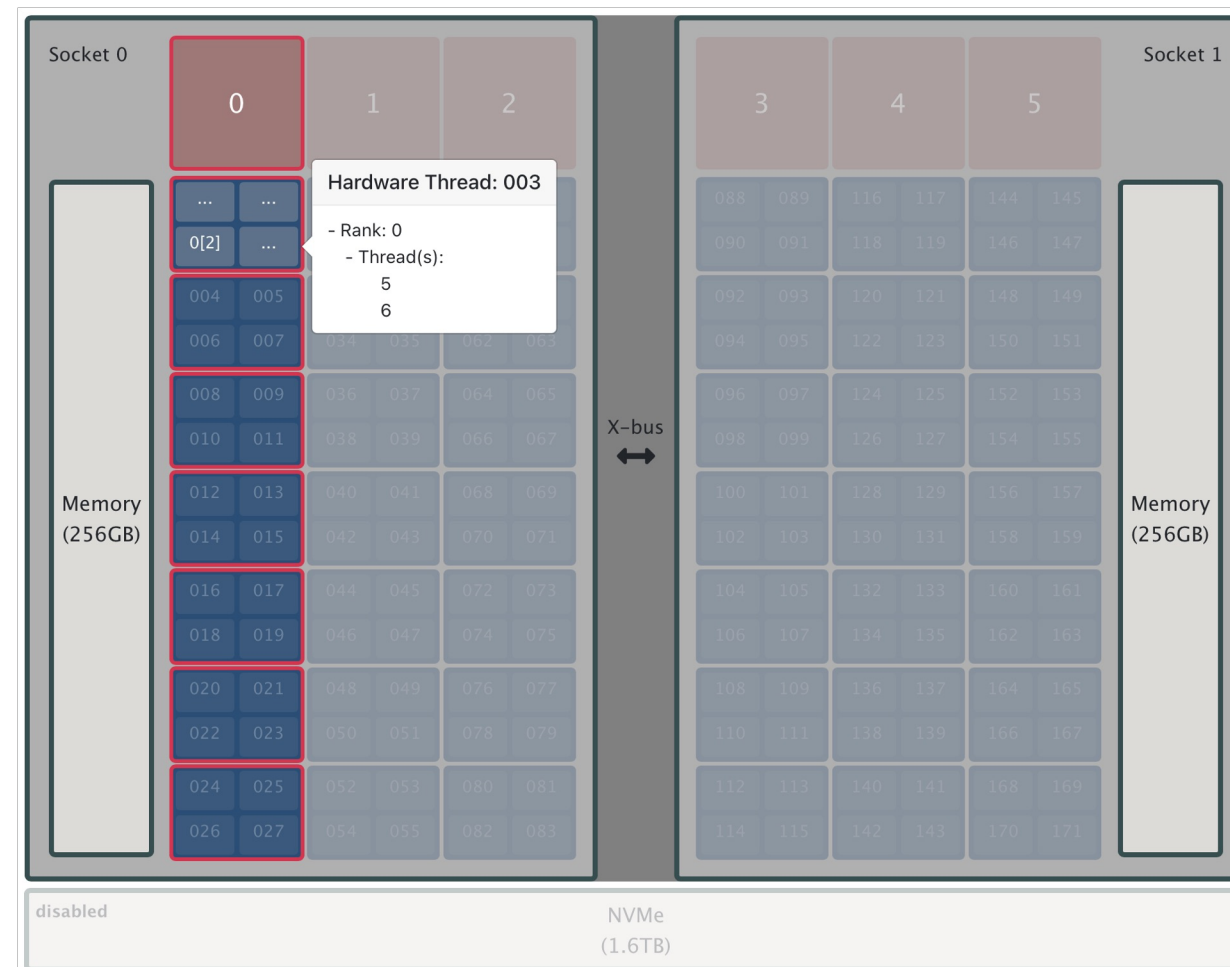 Socket 0
Socket 1
0 1 2 3 4 5
Hardware Thread: 003
- Rank: 0
- Thread(s):
5
6
... ... 088 089 116 117 144 145
0[2] ... 090 091 118 119 146 147
004 005 092 093 120 121 148 149
006 007 034 035 062 063 094 095 122 123 150 151
008 009 036 037 064 065 096 097 124 125 152 153
X-bus
010 011 038 039 066 067 098 099 126 127 154 155
012 013 040 041 068 069 100 101 128 129 156 157
Memory
(256GB)
Memory
(256GB)
014 015 042 043 070 071 102 103 130 131 158 159
016 017 044 045 072 073 104 105 132 133 160 161
018 019 046 047 074 075 106 107 134 135 162 163
020 021 048 049 076 077 108 109 136 137 164 165
022 023 050 051 078 079 110 111 138 139 166 167
024 025 052 053 080 081 112 113 140 141 168 169
026 027 054 055 082 083 114 115 142 143 170 171
disabled
NVMe
(1.6TB)